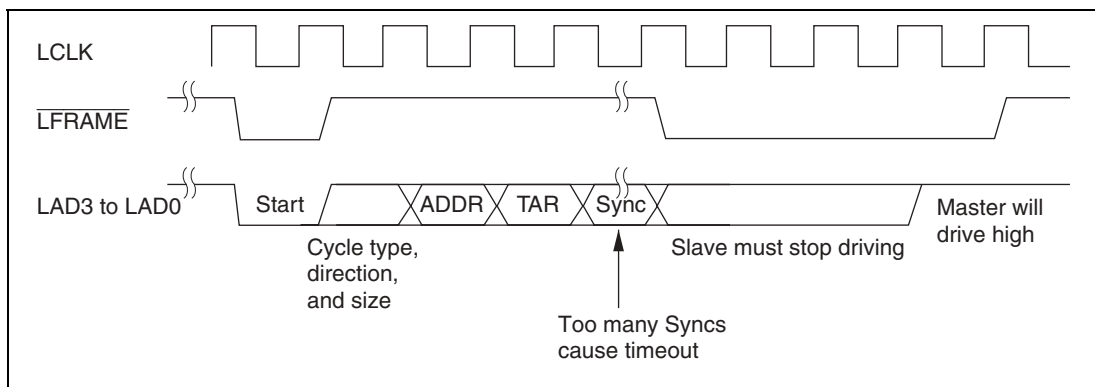 LCLK
LFRAME
LAD3 to LAD0
Start
ADDR
TAR
Sync
Cycle type,
direction,
and size
Slave must stop driving
Master will
drive high
Too many Syncs
cause timeout